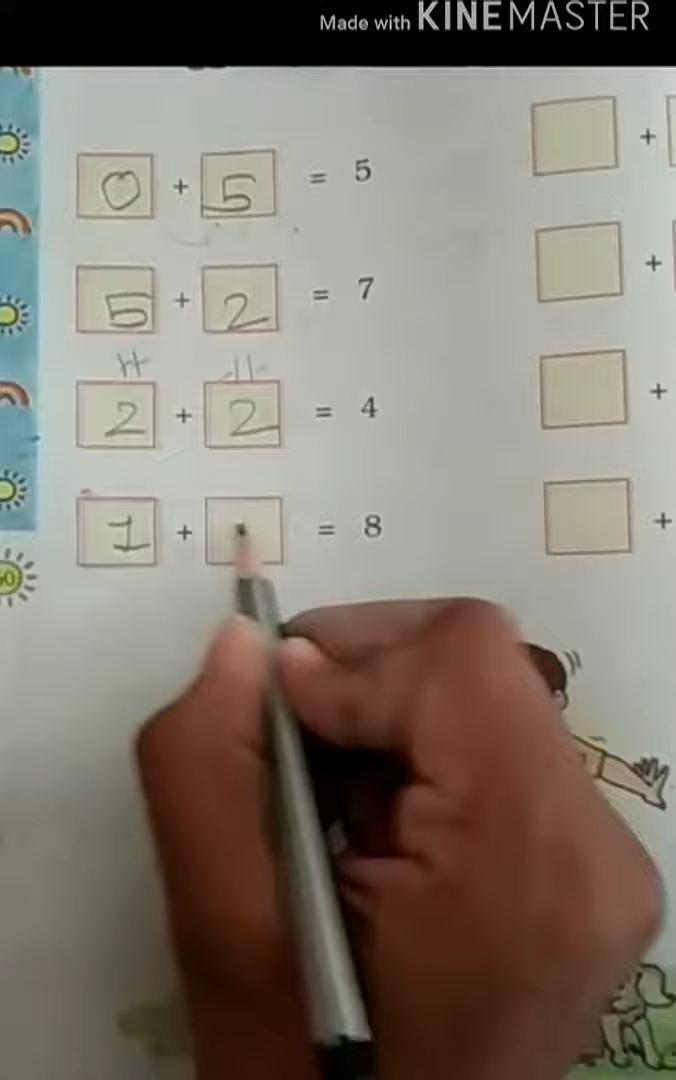 Made with KINEMASTER
0 + 5 = 5
+
5 + 2 = 7
+
2 + 2 = 4
+
1 + = 8
+